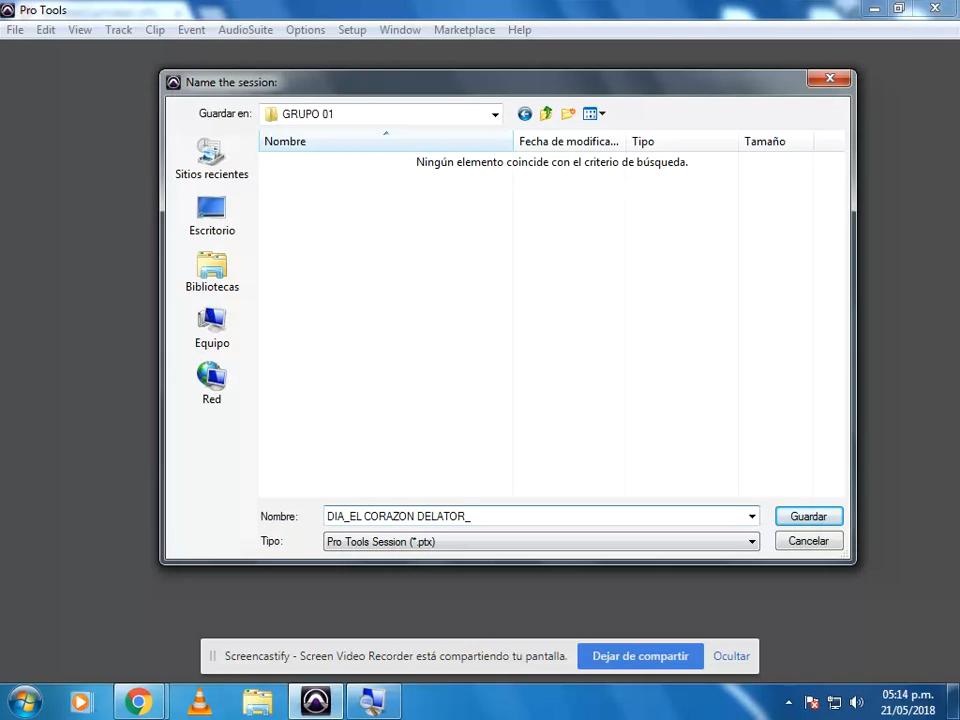 Pro Tools
File Edit View Track Clip Event AudioSuite Options Setup Window Marketplace Help
Name the session:
Guardar en: GRUPO 01
Nombre Fecha de modifica... Tipo Tamaño
Ningún elemento coincide con el criterio de búsqueda.
Sitios recientes
Escritorio
Bibliotecas
Equipo
Red
Nombre: DIA_EL CORAZON DELATOR_ Guardar
Tipo: Pro Tools Session (*.ptx) Cancelar
Screencastify - Screen Video Recorder está compartiendo tu pantalla. Dejar de compartir Ocultar
05:14 p.m.
21/05/2018